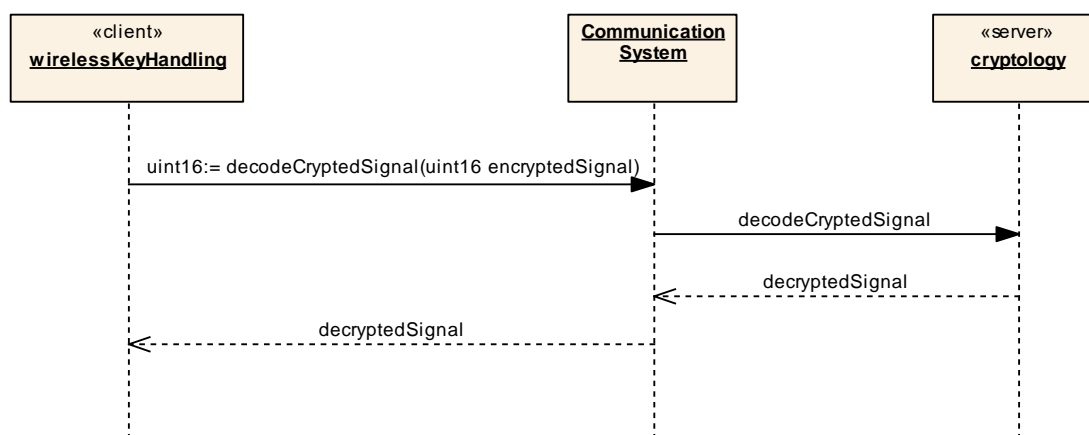 «client»
wirelessKeyHandling
Communication
System
«server»
cryptology
uint16:= decodeCryptedSignal(uint16 encryptedSignal)
decodeCryptedSignal
decryptedSignal
decryptedSignal